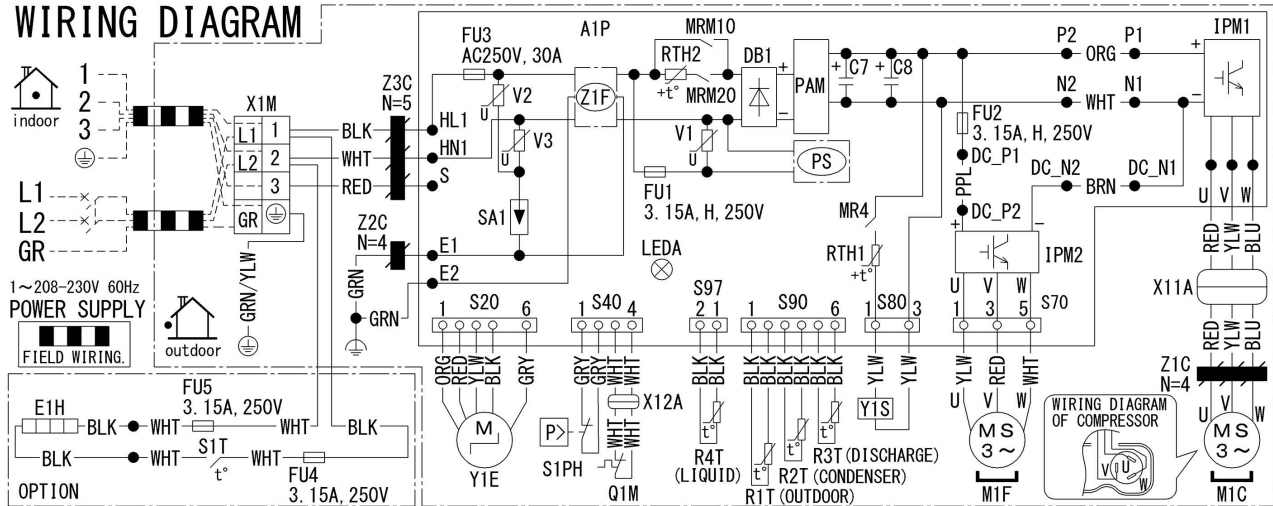 WIRING DIAGRAM
indoor
1
2
3
L1
L2
GR
1~208-230V 60Hz
POWER SUPPLY
FIELD WIRING.
outdoor
X1M
L1 1
L2 2
3
GR
GRN/YLW
BLK
WHT
RED
Z3C
N=5
HL1
HN1
S
Z2C
N=4
E1
E2
GRN
GRN
FU3
AC250V, 30A
A1P
V2
U
V3
U
SA1
Z1F
MRM10
RTH2
+t°
MRM20
DB1
+
-
PAM
V1
U
FU1
3. 15A, H, 250V
PS
LEDA
+ C7
+ C8
P2 ORG P1
N2 WHT N1
IPM1
+
-
FU2
3. 15A, H, 250V
DC_P1
PPL
DC_P2
DC_N2
BRN
DC_N1
MR4
RTH1
+t°
+
-
IPM2
U V W
U V W
RED
YLW
BLU
X11A
RED
YLW
BLU
Z1C
N=4
U V W
M S
3~
M1C
WIRING DIAGRAM
OF COMPRESSOR
V U W
1 S20 6
ORG
RED
YLW
BLK
GRY
M
Y1E
1 S40 4
GRY
GRY
WHT
WHT
X12A
WHT
WHT
P>
S1PH
Q1M
S97
2 1
BLK
BLK
t°
R4T
(LIQUID)
S90
1 6
BLK
BLK
BLK
BLK
BLK
BLK
t°
t°
t°
R3T (DISCHARGE)
R2T (CONDENSER)
R1T (OUTDOOR)
S80
1 3
YLW
YLW
Y1S
1 3 5 S70
YLW
RED
WHT
U V W
M S
3~
M1F
E1H
BLK
WHT
FU5
3. 15A, 250V
WHT
BLK
BLK
WHT
S1T
t°
WHT
FU4
3. 15A, 250V
OPTION